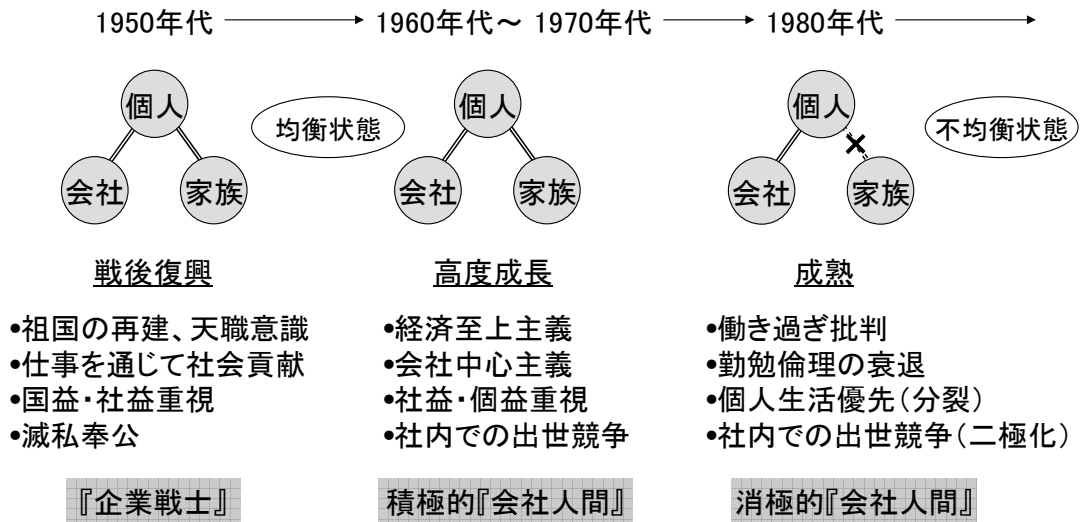 1950年代
1960年代～ 1970年代
1980年代
個人
会社
家族
均衡状態
個人
会社
家族
個人
会社
家族
不均衡状態
戦後復興
•祖国の再建、天職意識
•仕事を通じて社会貢献
•国益・社益重視
•滅私奉公
『企業戦士』
高度成長
•経済至上主義
•会社中心主義
•社益・個益重視
•社内での出世競争
積極的『会社人間』
成熟
•働き過ぎ批判
•勤勉倫理の衰退
•個人生活優先（分裂）
•社内での出世競争（二極化）
消極的『会社人間』